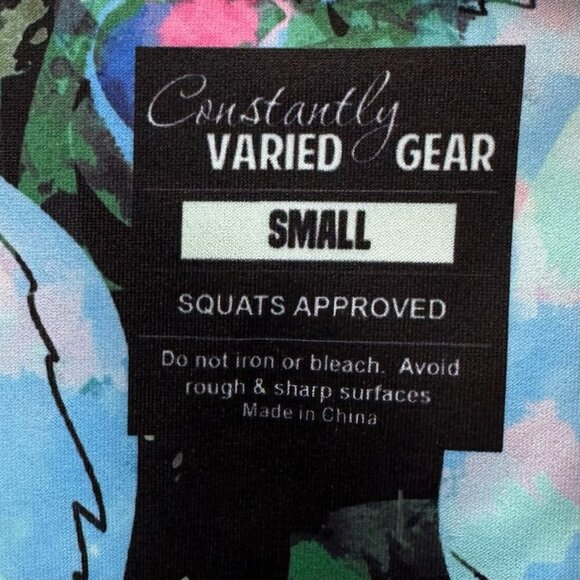 Constantly
VARIED GEAR
SMALL
SQUATS APPROVED
Do not iron or bleach. Avoid
rough & sharp surfaces
Made in China